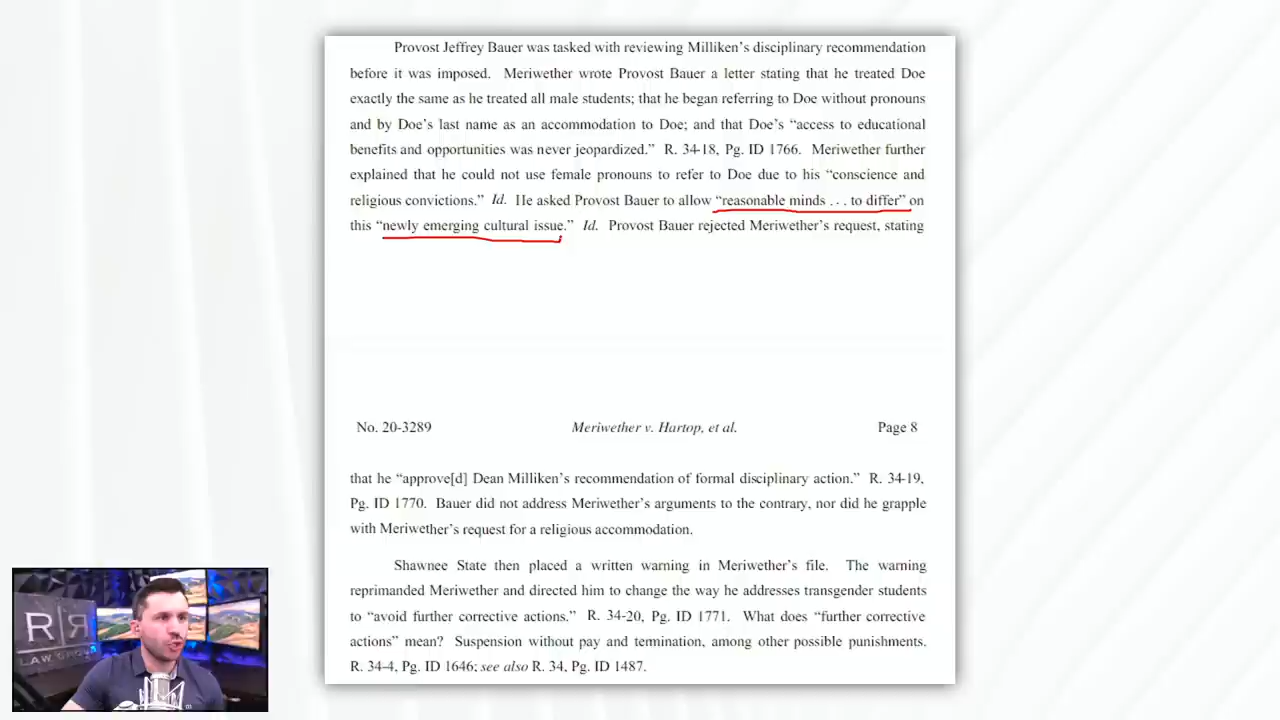 Provost Jeffrey Bauer was tasked with reviewing Milliken's disciplinary recommendation
before it was imposed. Meriwether wrote Provost Bauer a letter stating that he treated Doe
exactly the same as he treated all male students; that he began referring to Doe without pronouns
and by Doe's last name as an accommodation to Doe; and that Doe's “access to educational
benefits and opportunities was never jeopardized.” R. 34-18, Pg. ID 1766. Meriwether further
explained that he could not use female pronouns to refer to Doe due to his “conscience and
religious convictions.” Id. He asked Provost Bauer to allow “reasonable minds . . . to differ” on
this “newly emerging cultural issue.” Id. Provost Bauer rejected Meriwether's request, stating
No. 20-3289 Meriwether v. Hartop, et al. Page 8
that he “approve[d] Dean Milliken's recommendation of formal disciplinary action.” R. 34-19,
Pg. ID 1770. Bauer did not address Meriwether's arguments to the contrary, nor did he grapple
with Meriwether's request for a religious accommodation.
Shawnee State then placed a written warning in Meriwether's file. The warning
reprimanded Meriwether and directed him to change the way he addresses transgender students
to “avoid further corrective actions.” R. 34-20, Pg. ID 1771. What does “further corrective
actions” mean? Suspension without pay and termination, among other possible punishments.
R. 34-4, Pg. ID 1646; see also R. 34, Pg. ID 1487.
R|R
LAW GROUP